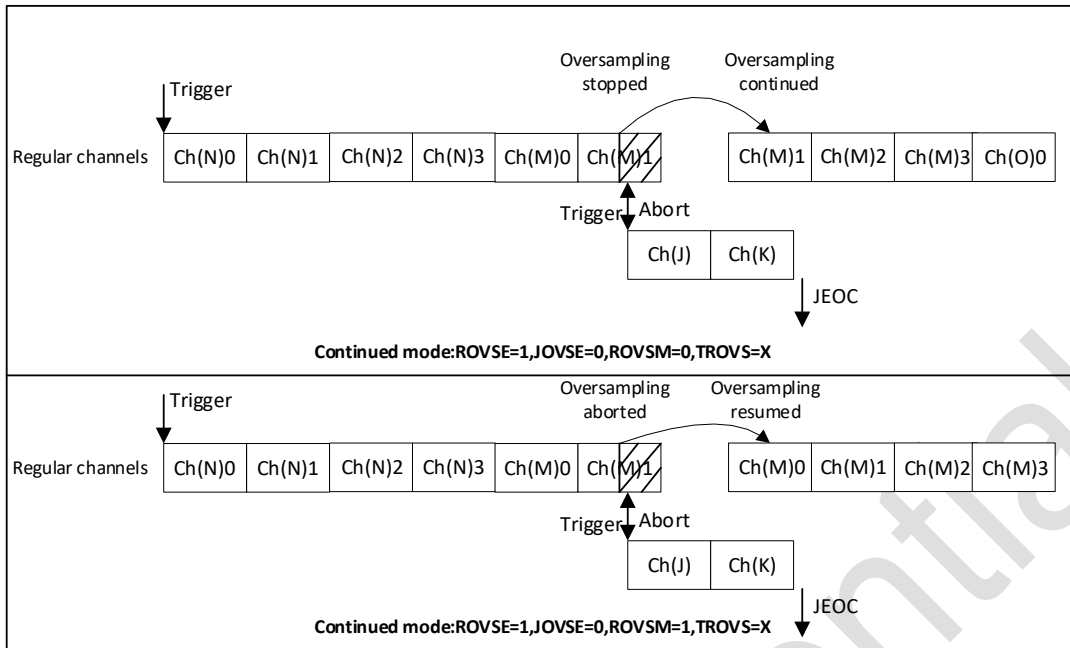 Oversampling stopped
Oversampling continued
Trigger
Regular channels
Ch(N)0 Ch(N)1 Ch(N)2 Ch(N)3 Ch(M)0 Ch(M)1 Ch(M)1 Ch(M)2 Ch(M)3 Ch(O)0
Trigger Abort
Ch(J) Ch(K)
JEOC
Continued mode:ROVSE=1,JOVSE=0,ROVSM=0,TROVS=X
Oversampling aborted
Oversampling resumed
Trigger
Regular channels
Ch(N)0 Ch(N)1 Ch(N)2 Ch(N)3 Ch(M)0 Ch(M)1 Ch(M)0 Ch(M)1 Ch(M)2 Ch(M)3
Trigger Abort
Ch(J) Ch(K)
JEOC
Continued mode:ROVSE=1,JOVSE=0,ROVSM=1,TROVS=X
ential